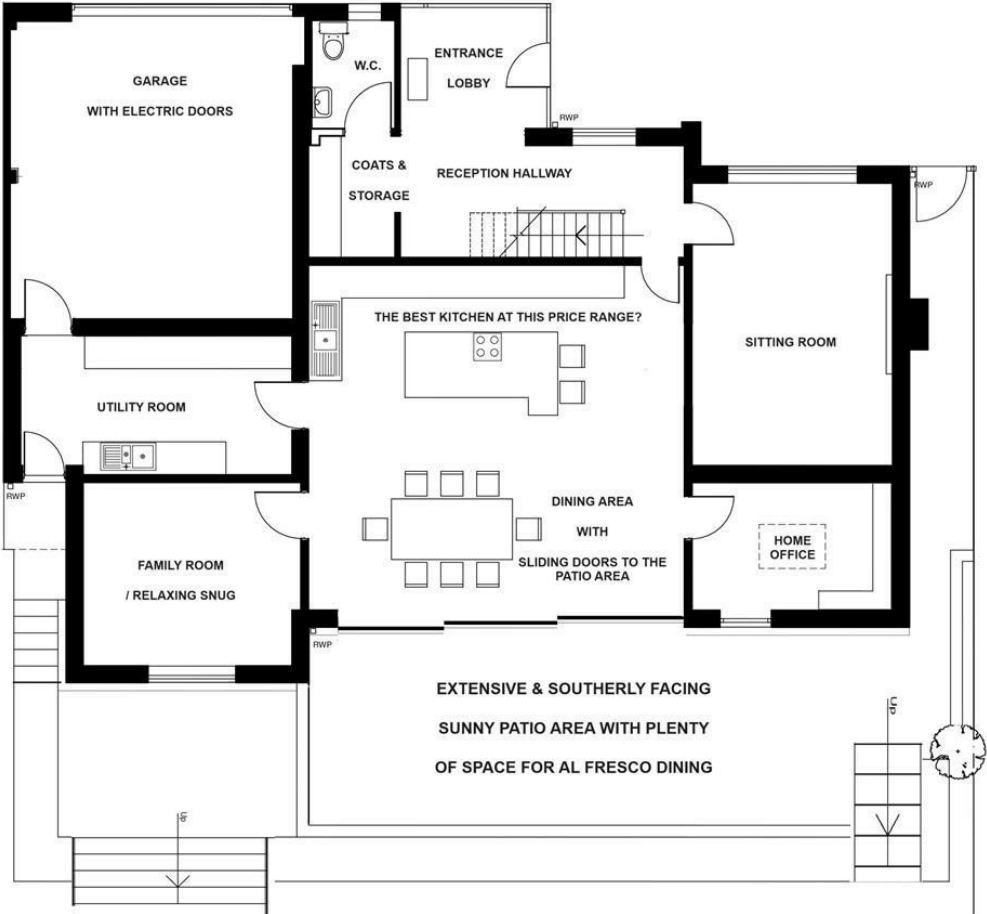 GARAGE
WITH ELECTRIC DOORS
W.C.
ENTRANCE
LOBBY
RWP
COATS &
STORAGE
RECEPTION HALLWAY
RWP
THE BEST KITCHEN AT THIS PRICE RANGE?
SITTING ROOM
UTILITY ROOM
RWP
DINING AREA
WITH
SLIDING DOORS TO THE
PATIO AREA
HOME
OFFICE
FAMILY ROOM
/ RELAXING SNUG
RWP
EXTENSIVE & SOUTHERLY FACING
SUNNY PATIO AREA WITH PLENTY
OF SPACE FOR AL FRESCO DINING
Up
Up